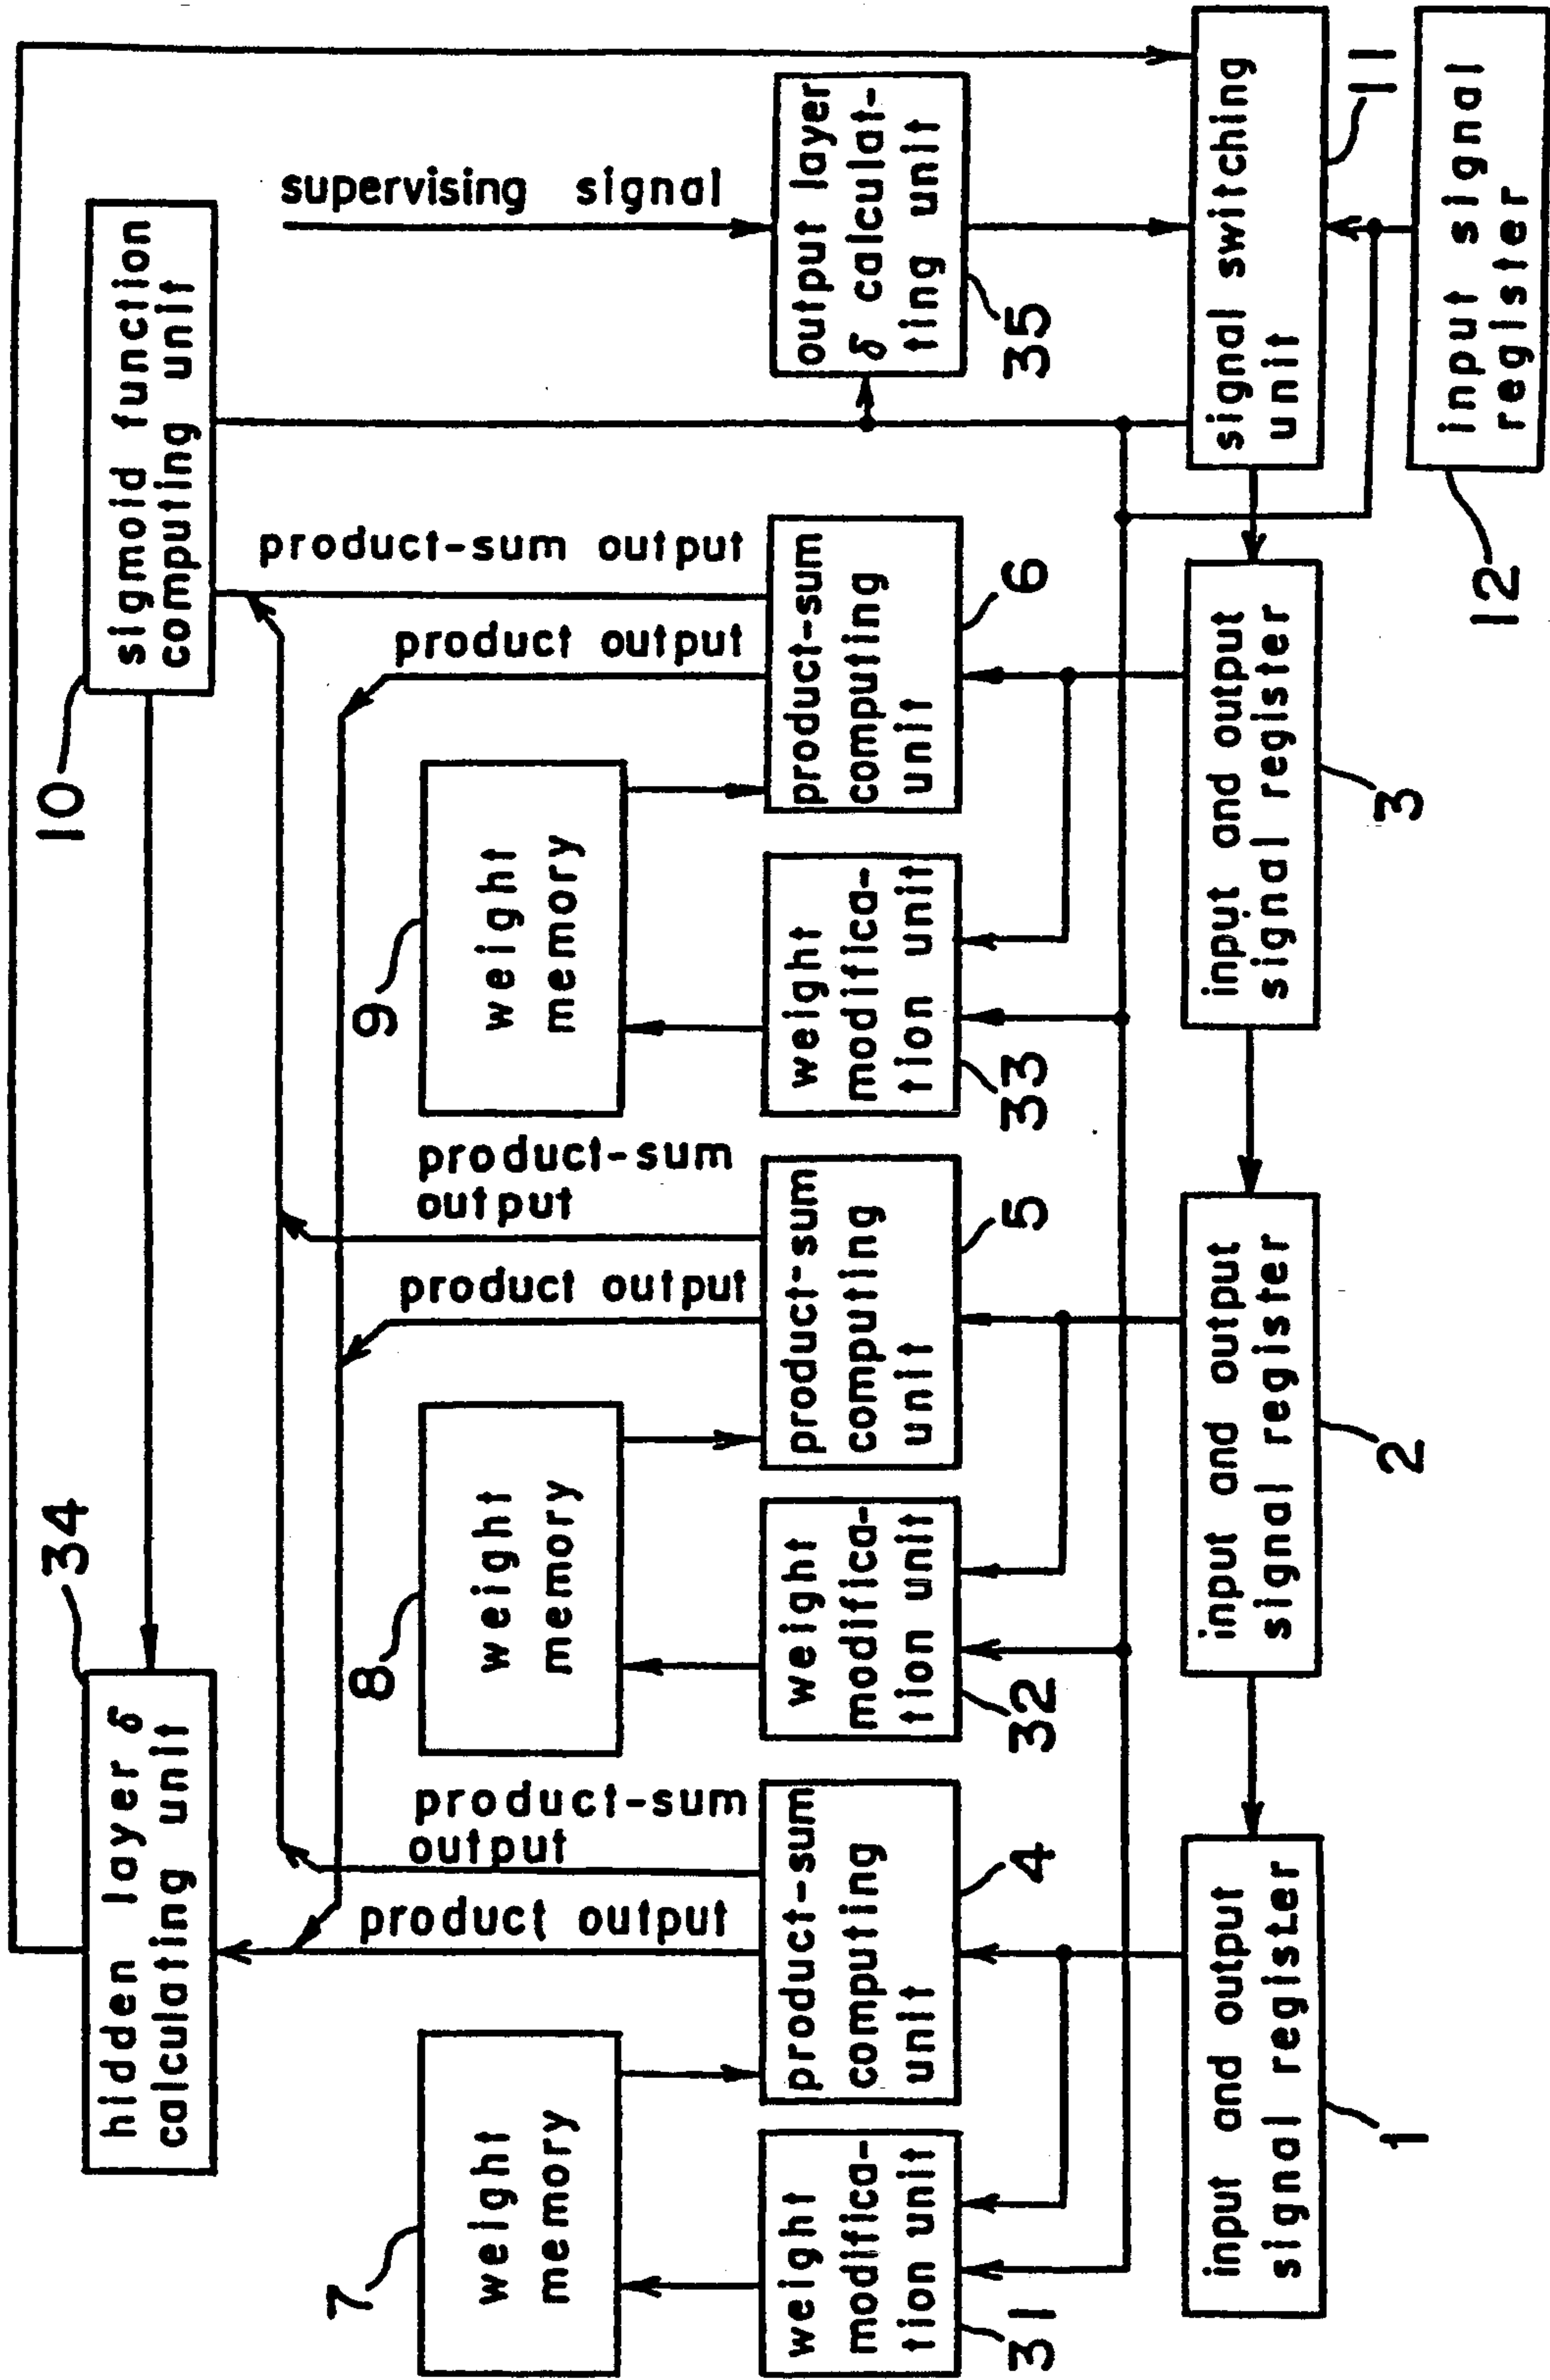 10
sigmoid function
computing unit
34
hidden layer δ
calculating unit
supervising signal
output layer
δ calculat-
ting unit
35
signal switching
unit
11
input signal
register
12
product-sum output
product output
product-sum
computing
unit
6
9
weight
memory
weight
modifica-
tion unit
33
input and output
signal register
3
product-sum
output
product output
product-sum
computing
unit
5
8
weight
memory
weight
modifica-
tion unit
32
input and output
signal register
2
product-sum
output
product output
product-sum
computing
unit
4
7
weight
memory
weight
modifica-
tion unit
31
input and output
signal register
1